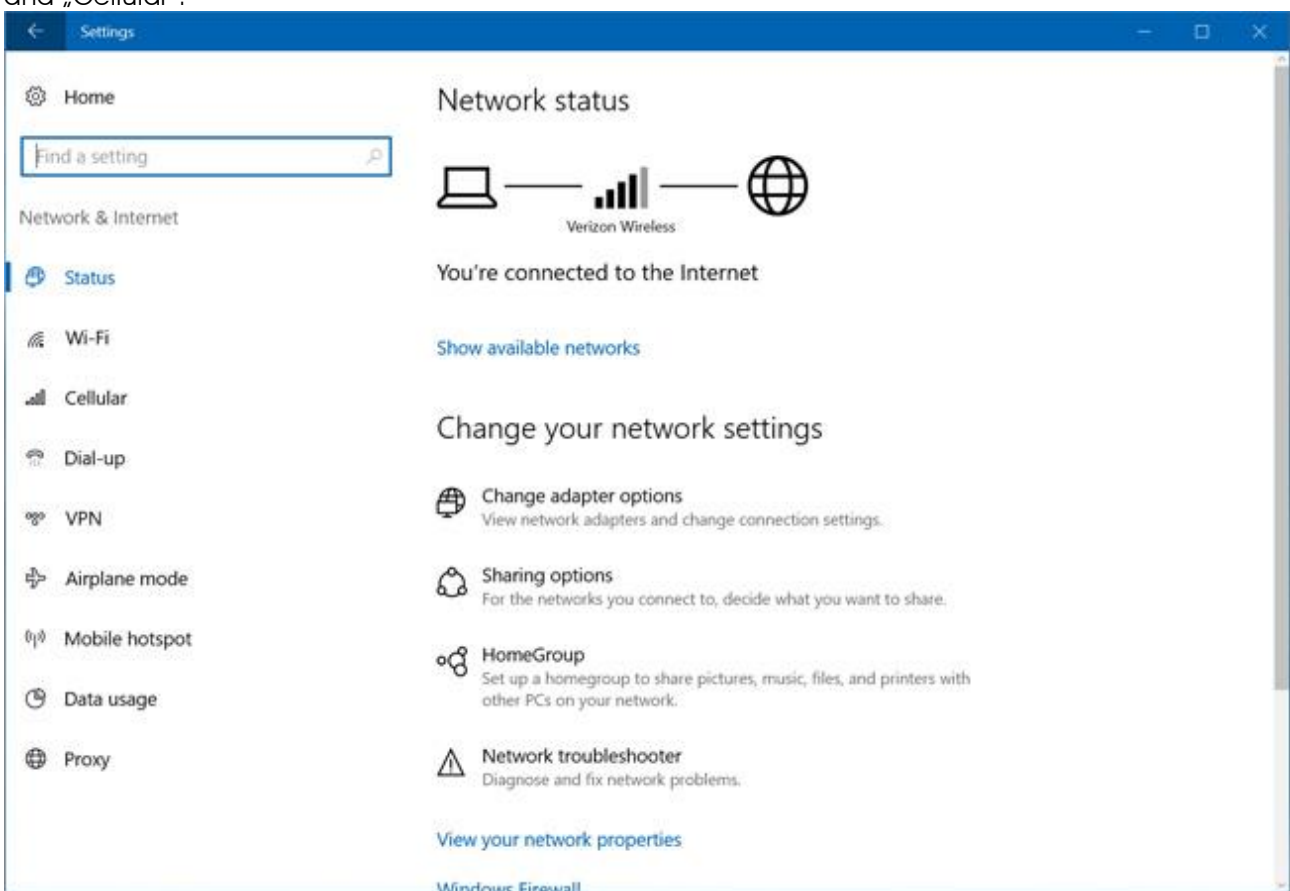 and „Cellular".
Settings
Home
Find a setting
Network & Internet
Status
Wi-Fi
Cellular
Dial-up
VPN
Airplane mode
Mobile hotspot
Data usage
Proxy
Network status
Verizon Wireless
You're connected to the Internet
Show available networks
Change your network settings
Change adapter options
View network adapters and change connection settings.
Sharing options
For the networks you connect to, decide what you want to share.
HomeGroup
Set up a homegroup to share pictures, music, files, and printers with
other PCs on your network.
Network troubleshooter
Diagnose and fix network problems.
View your network properties
Windows Firewall